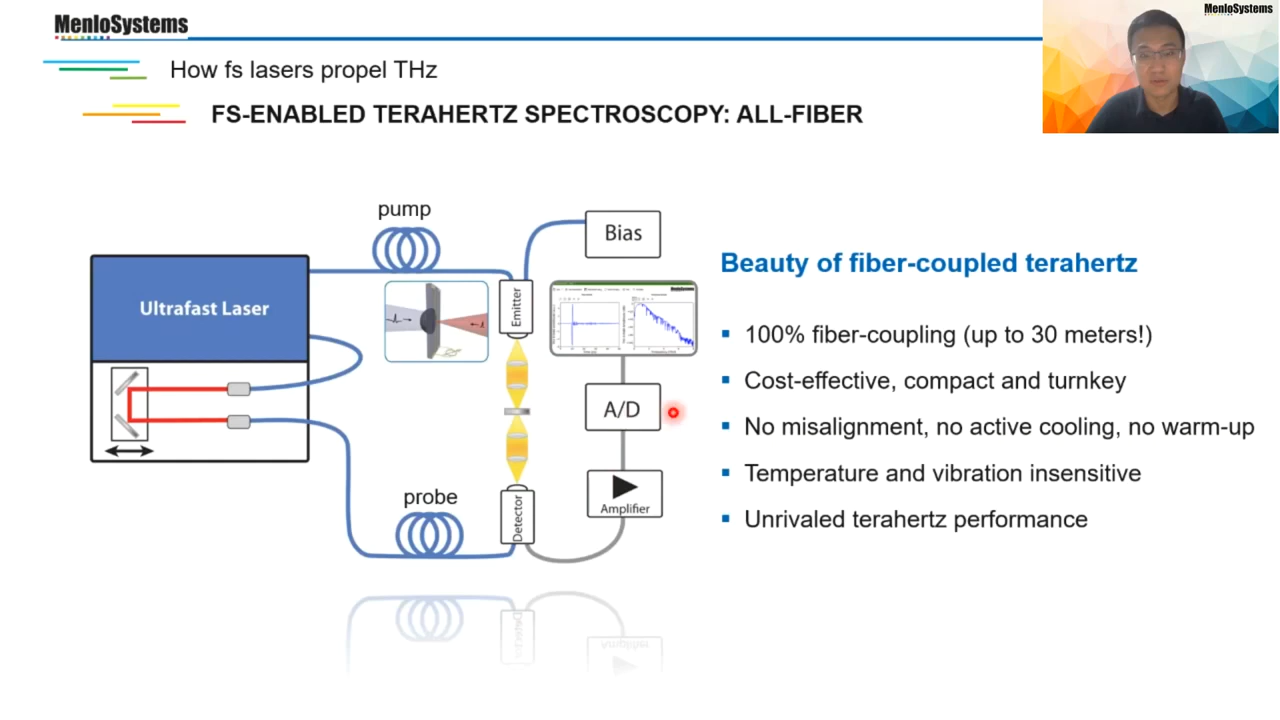 MenloSystems
MenloSystems
How fs lasers propel THz
FS-ENABLED TERAHERTZ SPECTROSCOPY: ALL-FIBER
pump
Bias
Ultrafast Laser
Emitter
MenloSystems
A/D
Amplifier
probe
Detector
Beauty of fiber-coupled terahertz
▪ 100% fiber-coupling (up to 30 meters!)
▪ Cost-effective, compact and turnkey
▪ No misalignment, no active cooling, no warm-up
▪ Temperature and vibration insensitive
▪ Unrivaled terahertz performance